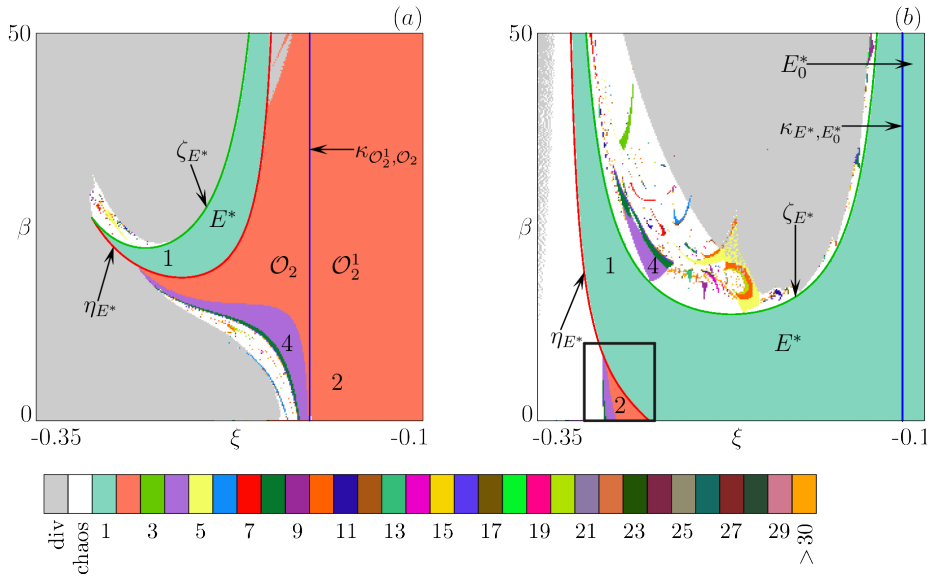 (a)
50
ζ_{E*}
κ_{𝒪_2^1,𝒪_2}
β
E*
1
𝒪_2
𝒪_2^1
η_{E*}
4
2
0
-0.35
ξ
-0.1
(b)
50
E_0^*
κ_{E*,E_0^*}
β
ζ_{E*}
1
4
η_{E*}
E*
2
0
-0.35
ξ
-0.1
div
chaos
1
3
5
7
9
11
13
15
17
19
21
23
25
27
29
> 30